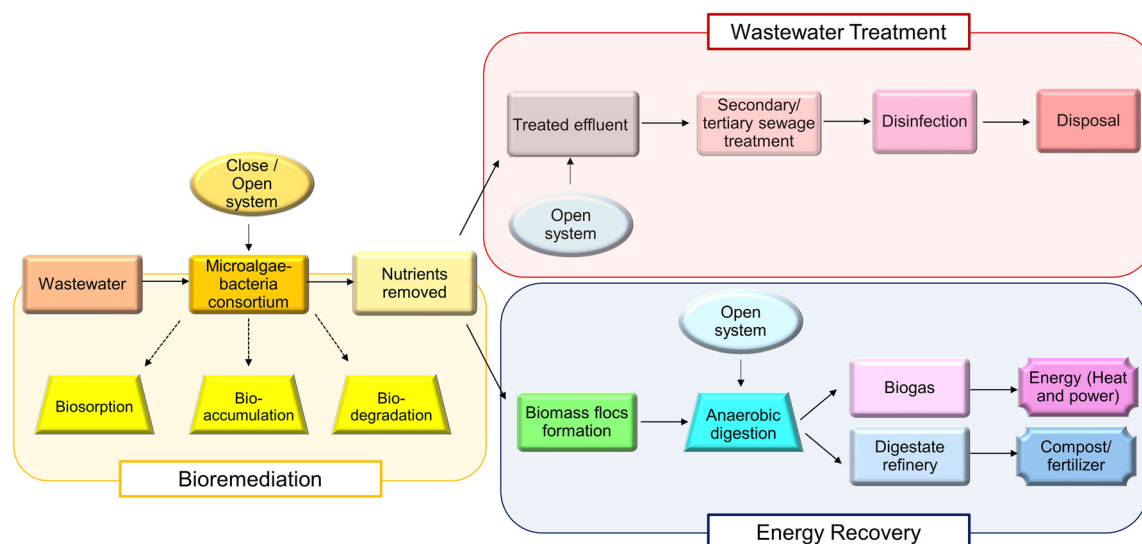 Wastewater Treatment
Treated effluent
Secondary/
tertiary sewage
treatment
Disinfection
Disposal
Open
system
Close /
Open
system
Wastewater
Microalgae-
bacteria
consortium
Nutrients
removed
Biosorption
Bio-
accumulation
Bio-
degradation
Bioremediation
Open
system
Biomass flocs
formation
Anaerobic
digestion
Biogas
Energy (Heat
and power)
Digestate
refinery
Compost/
fertilizer
Energy Recovery